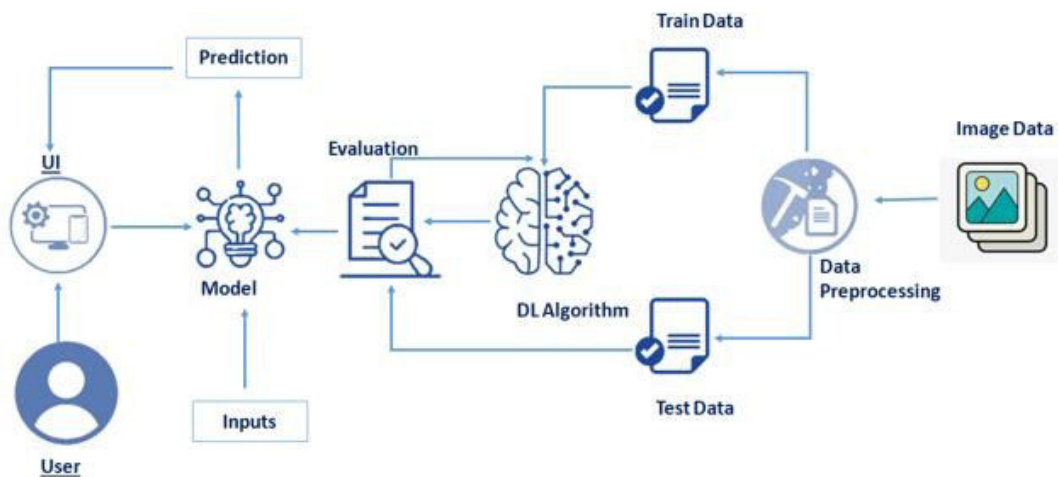 Train Data
Prediction
Image Data
Evaluation
UI
Data
Preprocessing
Model
DL Algorithm
Test Data
Inputs
User